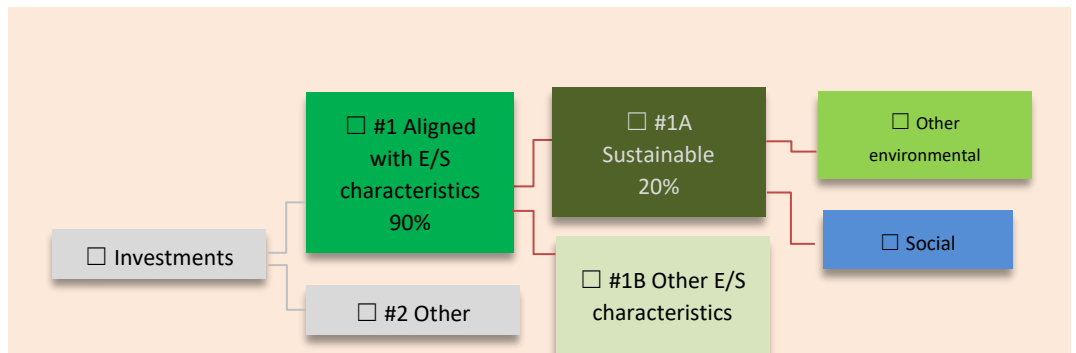 ☐ #1 Aligned
with E/S
characteristics
90%
☐ #1A
Sustainable
20%
☐ Other
environmental
☐ Social
☐ Investments
☐ #1B Other E/S
characteristics
☐ #2 Other